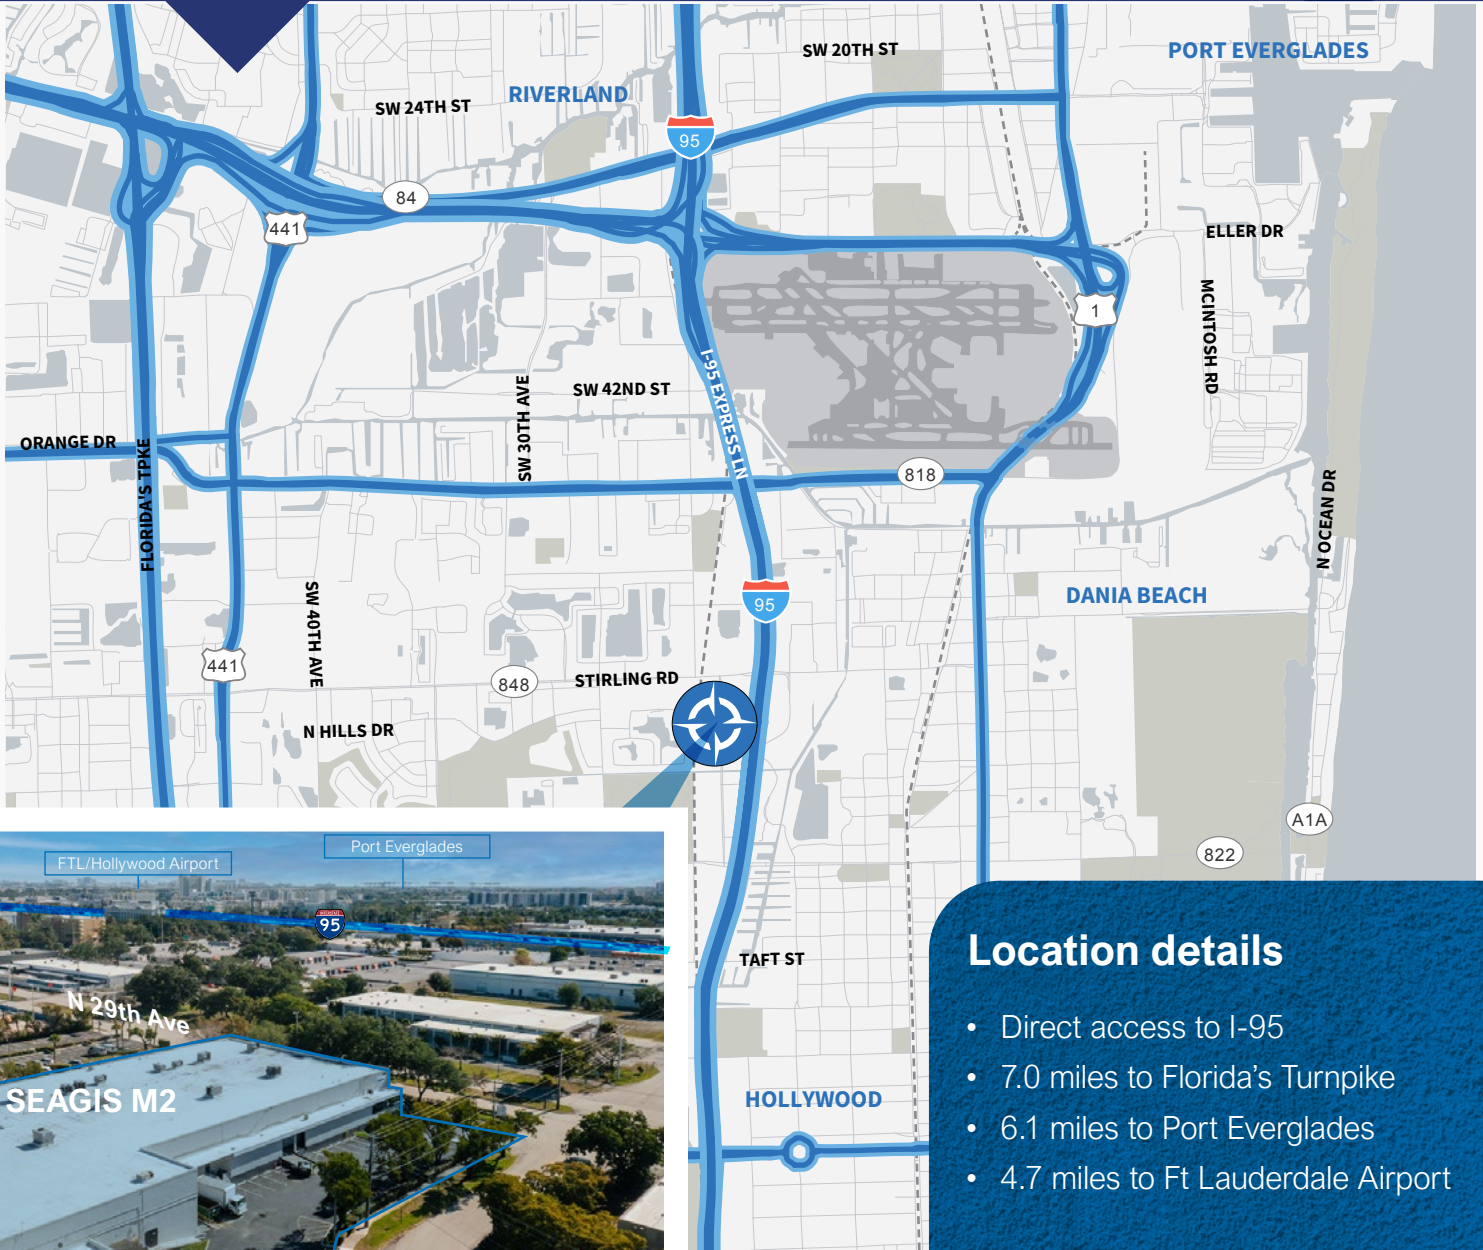 SW 20TH ST
PORT EVERGLADES
RIVERLAND
SW 24TH ST
95
84
441
ELLER DR
MCINTOSH RD
1
I-95 EXPRESS LN
SW 42ND ST
SW 30TH AVE
ORANGE DR
FLORIDA'S TPKE
818
N OCEAN DR
95
DANIA BEACH
SW 40TH AVE
441
848
STIRLING RD
N HILLS DR
A1A
822
FTL/Hollywood Airport
Port Everglades
INTERSTATE
95
N 29th Ave
SEAGIS M2
TAFT ST
HOLLYWOOD
Location details
• Direct access to I-95
• 7.0 miles to Florida’s Turnpike
• 6.1 miles to Port Everglades
• 4.7 miles to Ft Lauderdale Airport